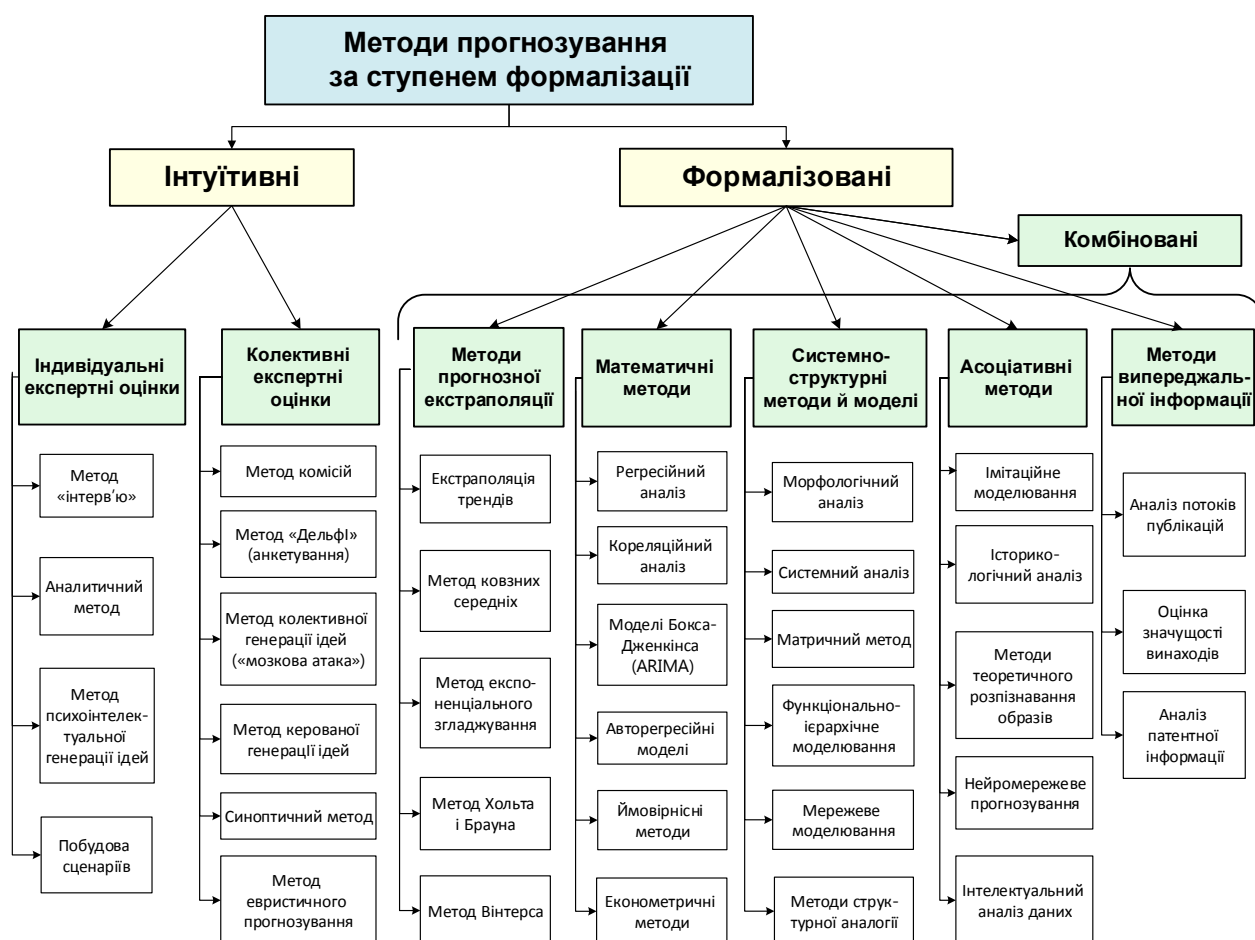 Методи прогнозування
за ступенем формалізації
Інтуїтивні
Формалізовані
Комбіновані
Індивідуальні
експертні оцінки
Колективні
експертні
оцінки
Методи
прогнозної
екстраполяції
Математичні
методи
Системно-
структурні
методи й моделі
Асоціативні
методи
Методи
випереджаль-
ної інформації
Метод
«інтерв’ю»
Аналитичний
метод
Метод
психоінтелек-
туальної
генерації ідей
Побудова
сценаріїв
Метод комісій
Метод «ДельфІ»
(анкетування)
Метод колективної
генерації ідей
(«мозкова атака»)
Метод керованої
генерацІї ідей
Синоптичний метод
Метод
евристичного
прогнозування
Екстраполяція
трендів
Метод ковзних
середніх
Метод експо-
ненціального
згладжування
Метод Хольта
і Брауна
Метод Вінтерса
Регресійний
аналіз
Кореляційний
аналіз
Моделі Бокса-
Дженкінса
(ARIMA)
Авторегресійні
моделі
Ймовірнісні
методи
Економетричні
методи
Морфологічний
аналіз
Системний аналіз
Матричний метод
Функціонально-
ієрархічне
моделювання
Мережеве
моделювання
Методи струк-
турної аналогії
Імітаційне
моделювання
Історико-
логічний аналіз
Методи
теоретичного
розпізнавання
образів
Нейромережеве
прогнозування
Інтелектуальний
аналіз даних
Аналіз потоків
публікацій
Оцінка
значущості
винаходів
Аналіз
патентної
інформації